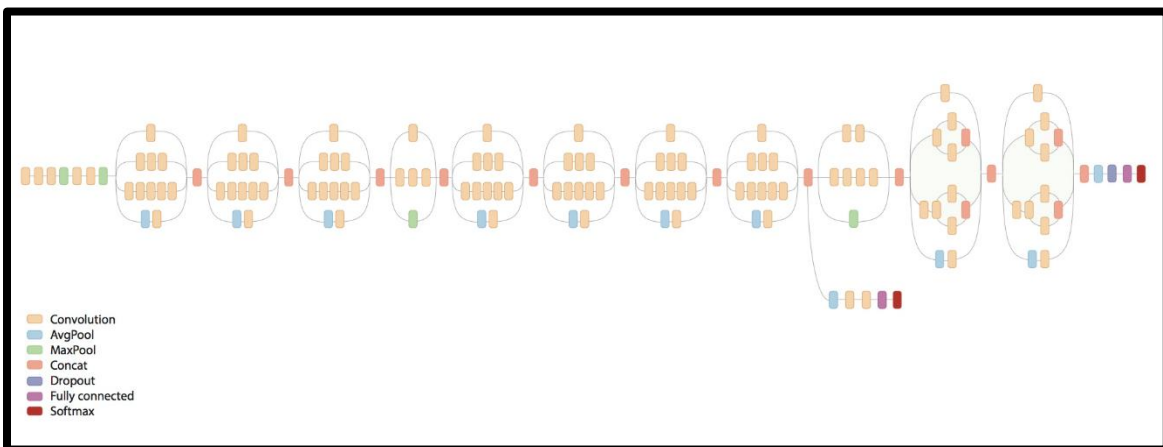 Convolution
AvgPool
MaxPool
Concat
Dropout
Fully connected
Softmax